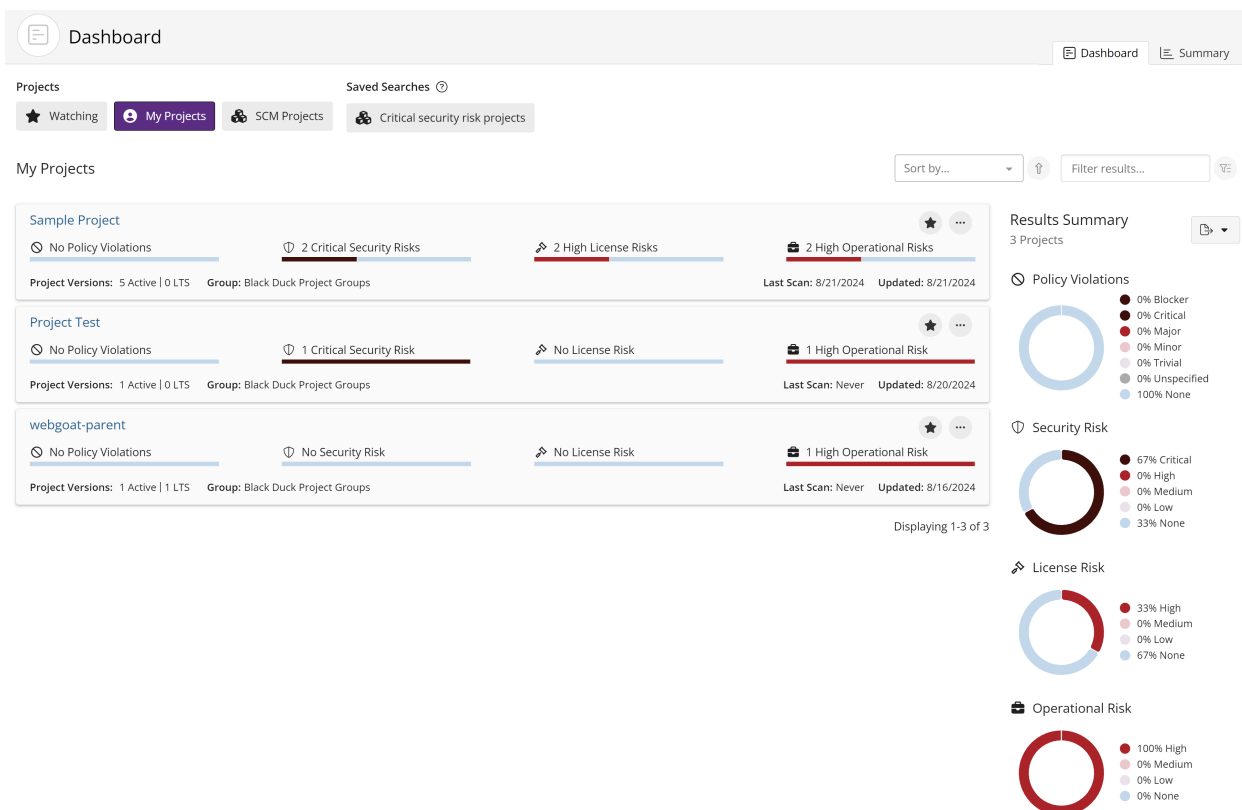 Dashboard
Dashboard Summary
Projects Saved Searches ?
Watching My Projects SCM Projects Critical security risk projects
My Projects Sort by... Filter results...
Sample Project
No Policy Violations 2 Critical Security Risks 2 High License Risks 2 High Operational Risks
Project Versions: 5 Active | 0 LTS Group: Black Duck Project Groups Last Scan: 8/21/2024 Updated: 8/21/2024
Project Test
No Policy Violations 1 Critical Security Risk No License Risk 1 High Operational Risk
Project Versions: 1 Active | 0 LTS Group: Black Duck Project Groups Last Scan: Never Updated: 8/20/2024
webgoat-parent
No Policy Violations No Security Risk No License Risk 1 High Operational Risk
Project Versions: 1 Active | 1 LTS Group: Black Duck Project Groups Last Scan: Never Updated: 8/16/2024
Displaying 1-3 of 3
Results Summary
3 Projects
Policy Violations
0% Blocker
0% Critical
0% Major
0% Minor
0% Trivial
0% Unspecified
100% None
Security Risk
67% Critical
0% High
0% Medium
0% Low
33% None
License Risk
33% High
0% Medium
0% Low
67% None
Operational Risk
100% High
0% Medium
0% Low
0% None